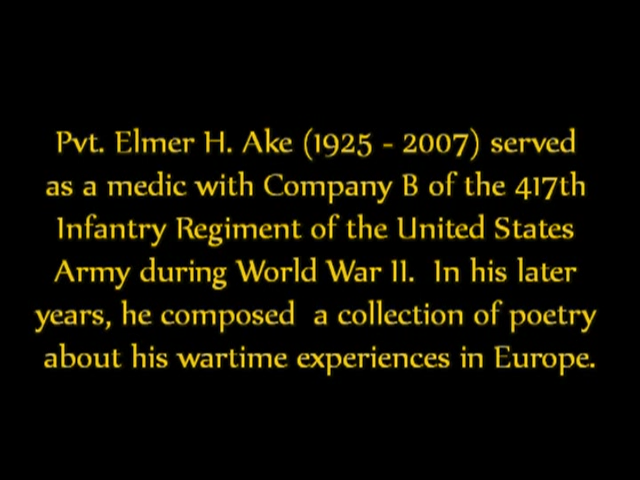 Pvt. Elmer H. Ake (1925 - 2007) served
as a medic with Company B of the 417th
Infantry Regiment of the United States
Army during World War II.  In his later
years, he composed  a collection of poetry
about his wartime experiences in Europe.